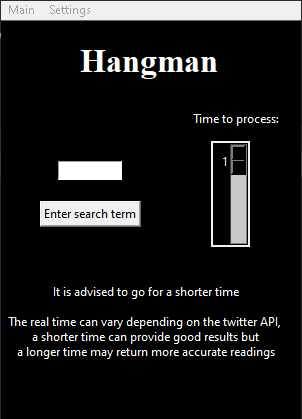 Main Settings
Hangman
Time to process:
1
Enter search term
It is advised to go for a shorter time
The real time can vary depending on the twitter API,
a shorter time can provide good results but
a longer time may return more accurate readings